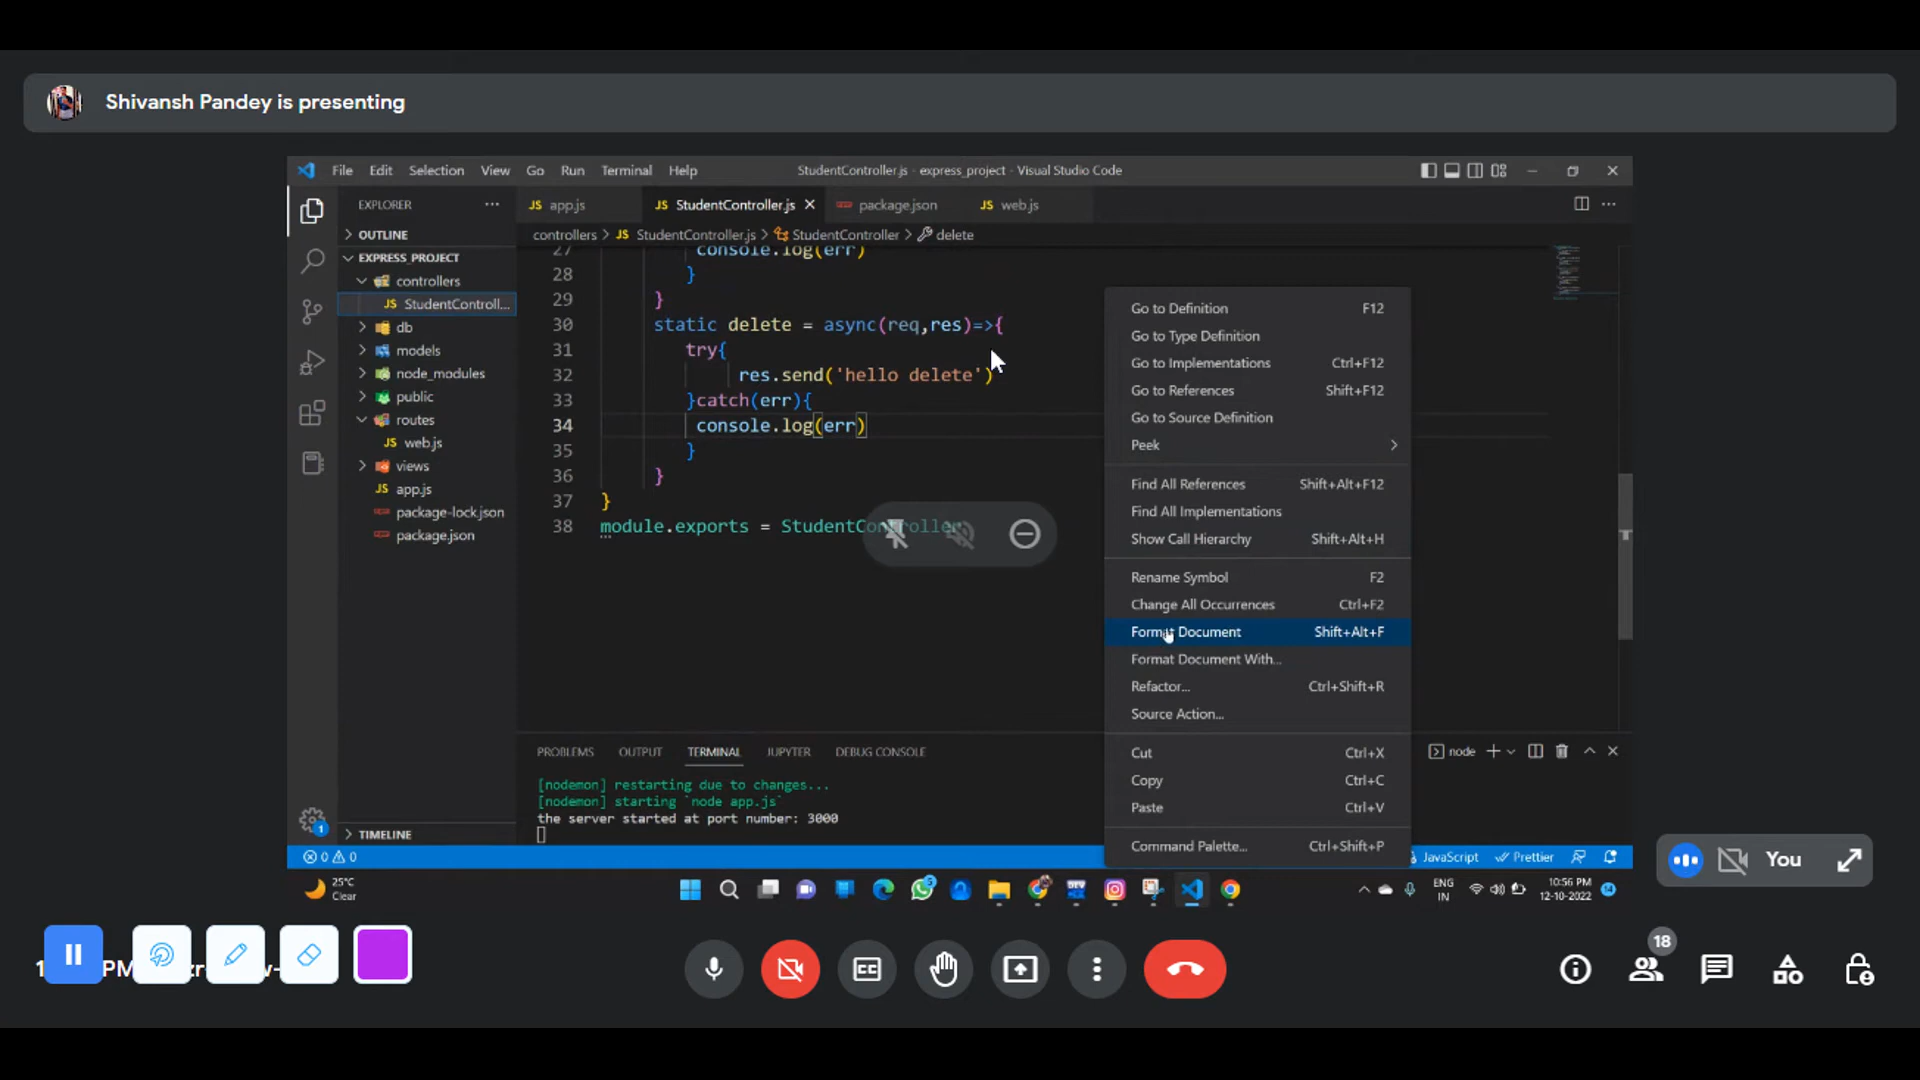 Shivansh Pandey is presenting
File Edit Selection View Go Run Terminal Help StudentController.js - express_project - Visual Studio Code
EXPLORER
JS app.js JS StudentController.js package.json JS web.js
controllers > JS StudentController.js > StudentController > delete
OUTLINE
EXPRESS_PROJECT
controllers
JS StudentControll...
db
models
node_modules
public
routes
JS web.js
views
JS app.js
package-lock.json
package.json
TIMELINE
27 console.log(err)
28 }
29 }
30 static delete = async(req,res)=>{
31 try{
32 res.send('hello delete')
33 }catch(err){
34 console.log(err)
35 }
36 }
37 }
38 module.exports = StudentController
Go to Definition F12
Go to Type Definition
Go to Implementations Ctrl+F12
Go to References Shift+F12
Go to Source Definition
Peek
Find All References Shift+Alt+F12
Find All Implementations
Show Call Hierarchy Shift+Alt+H
Rename Symbol F2
Change All Occurrences Ctrl+F2
Format Document Shift+Alt+F
Format Document With...
Refactor... Ctrl+Shift+R
Source Action...
Cut Ctrl+X
Copy Ctrl+C
Paste Ctrl+V
Command Palette... Ctrl+Shift+P
PROBLEMS OUTPUT TERMINAL JUPYTER DEBUG CONSOLE
node
[nodemon] restarting due to changes...
[nodemon] starting `node app.js`
the server started at port number: 3000
0 0
JavaScript Prettier
You
25°C
Clear
ENG
IN
10:56 PM
12-10-2022
18